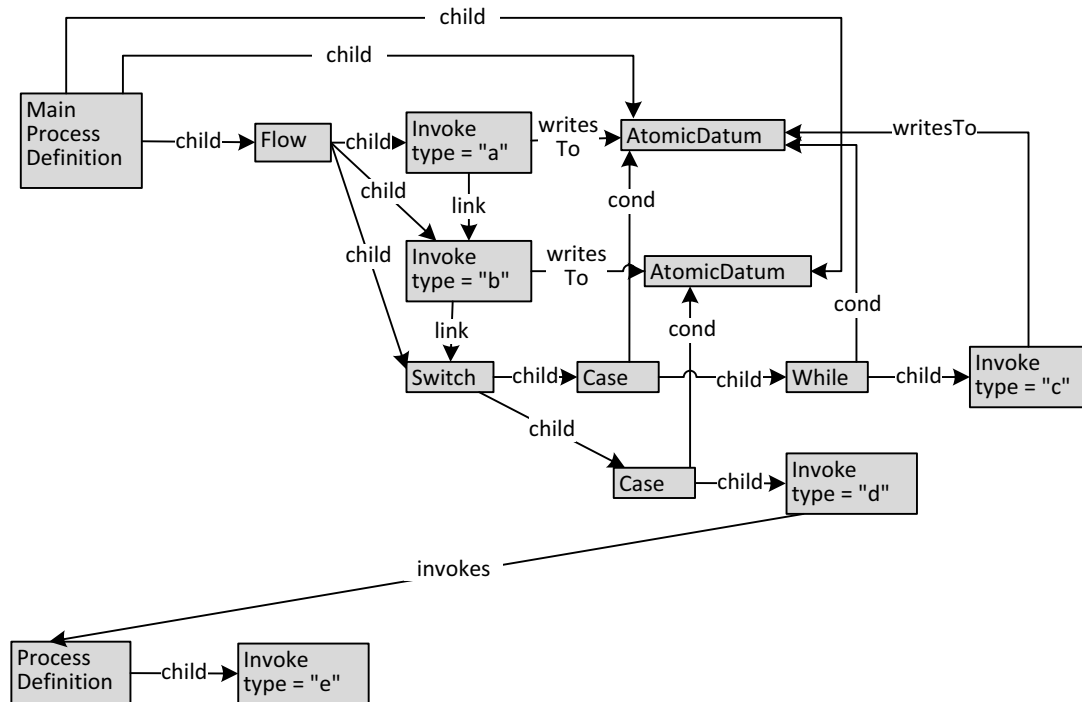 child
child
Main
Process
Definition
child
Flow
child
Invoke
type = "a"
writes
To
AtomicDatum
writesTo
child
link
cond
child
Invoke
type = "b"
writes
To
AtomicDatum
cond
link
cond
Switch
child
Case
child
While
child
Invoke
type = "c"
child
Case
child
Invoke
type = "d"
invokes
Process
Definition
child
Invoke
type = "e"